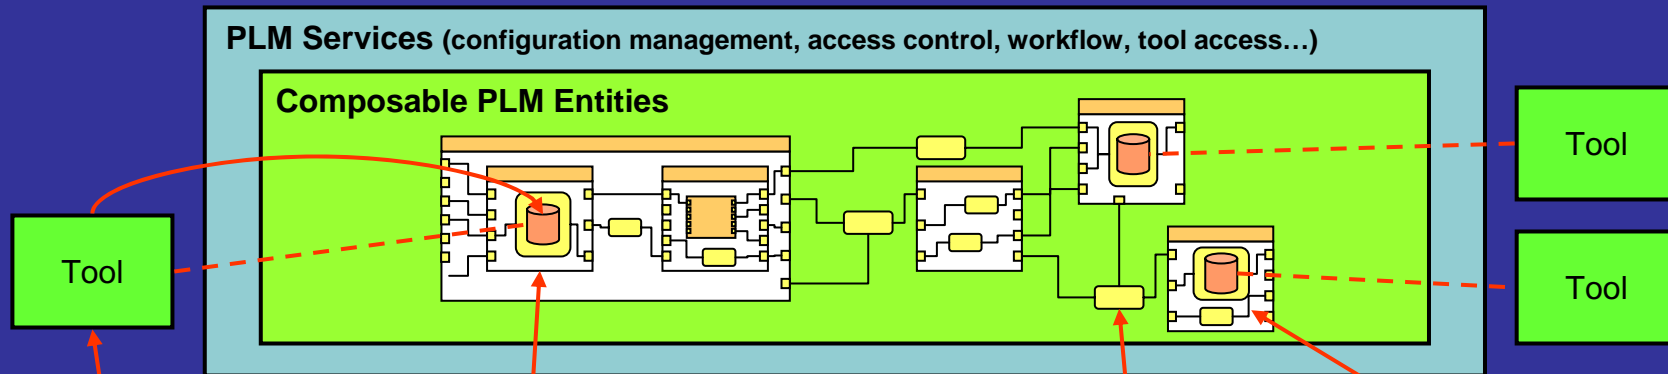 PLM Services (configuration management, access control, workflow, tool access…)
Composable PLM Entities
Tool
Tool
Tool